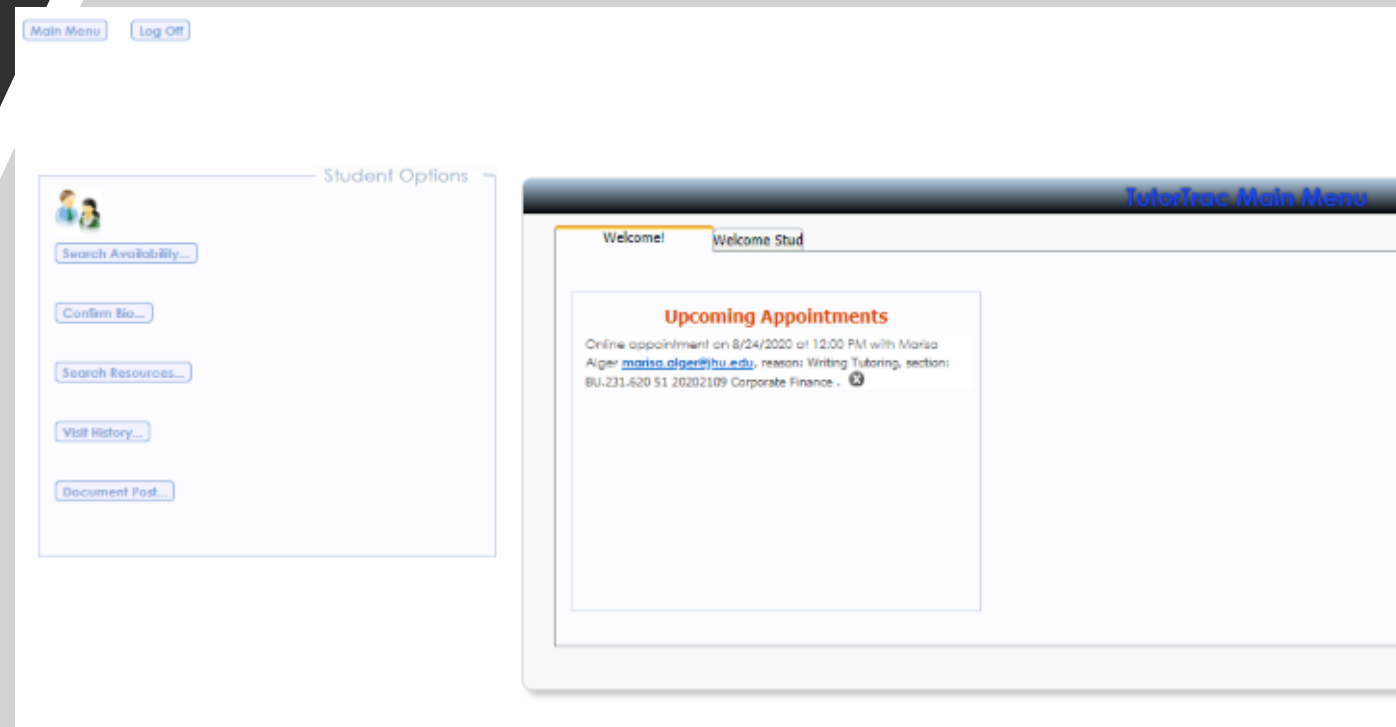 Main Menu
Log Off
Student Options
Search Availability...
Confirm Bio...
Search Resources...
Visit History...
Document Post...
TutorTrac Main Menu
Welcome!
Welcome Stud
Upcoming Appointments
Online appointment on 8/24/2020 at 12:00 PM with Marisa
Alger marisa.alger@jhu.edu, reason: Writing Tutoring, section:
BU.231.620 51 20202109 Corporate Finance .